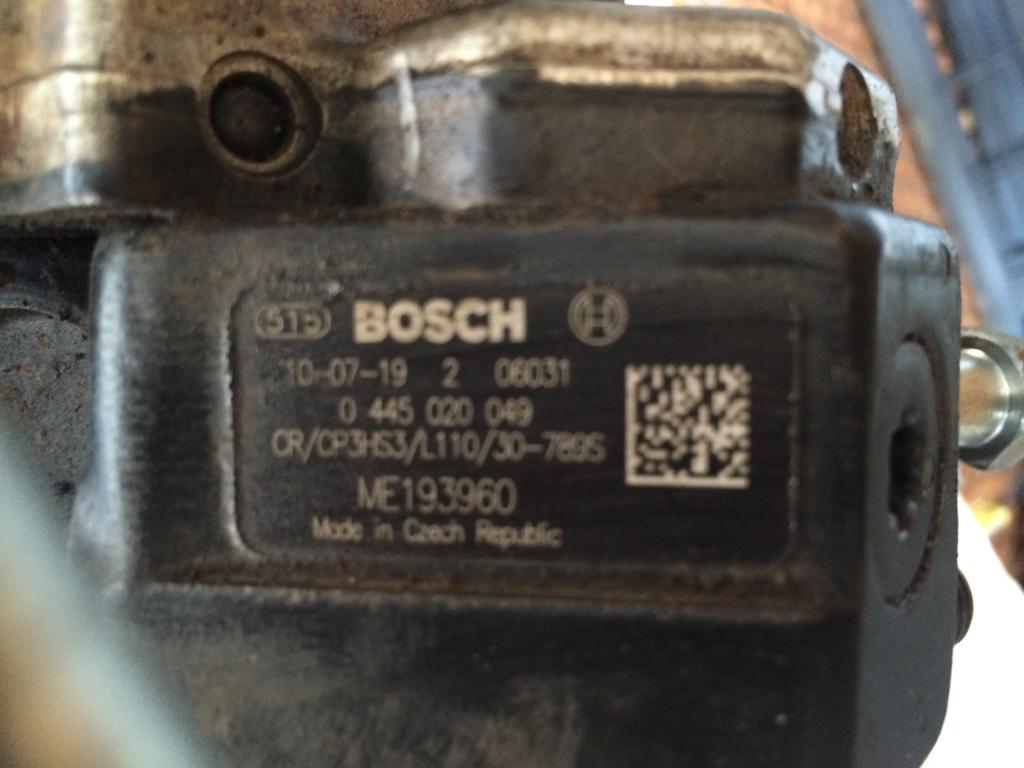 515 BOSCH
10-07-19 2 06031
0 445 020 049
CR/CP3HS3/L110/30-789S
ME193960
Made in Czech Republic